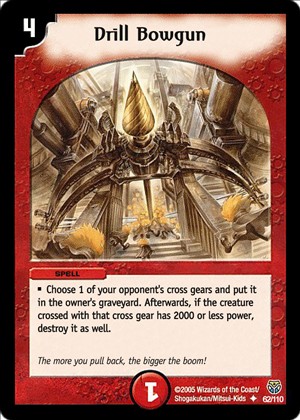 4
Drill Bowgun
SPELL
▪ Choose 1 of your opponent's cross gears and put
it in the owner's graveyard. Afterwards, if the creature
crossed with that cross gear has 2000 or less power,
destroy it as well.
The more you pull back, the bigger the boom!
1
©2005 Wizards of the Coast/
Shogakukan/Mitsui-Kids ✦ 62/110